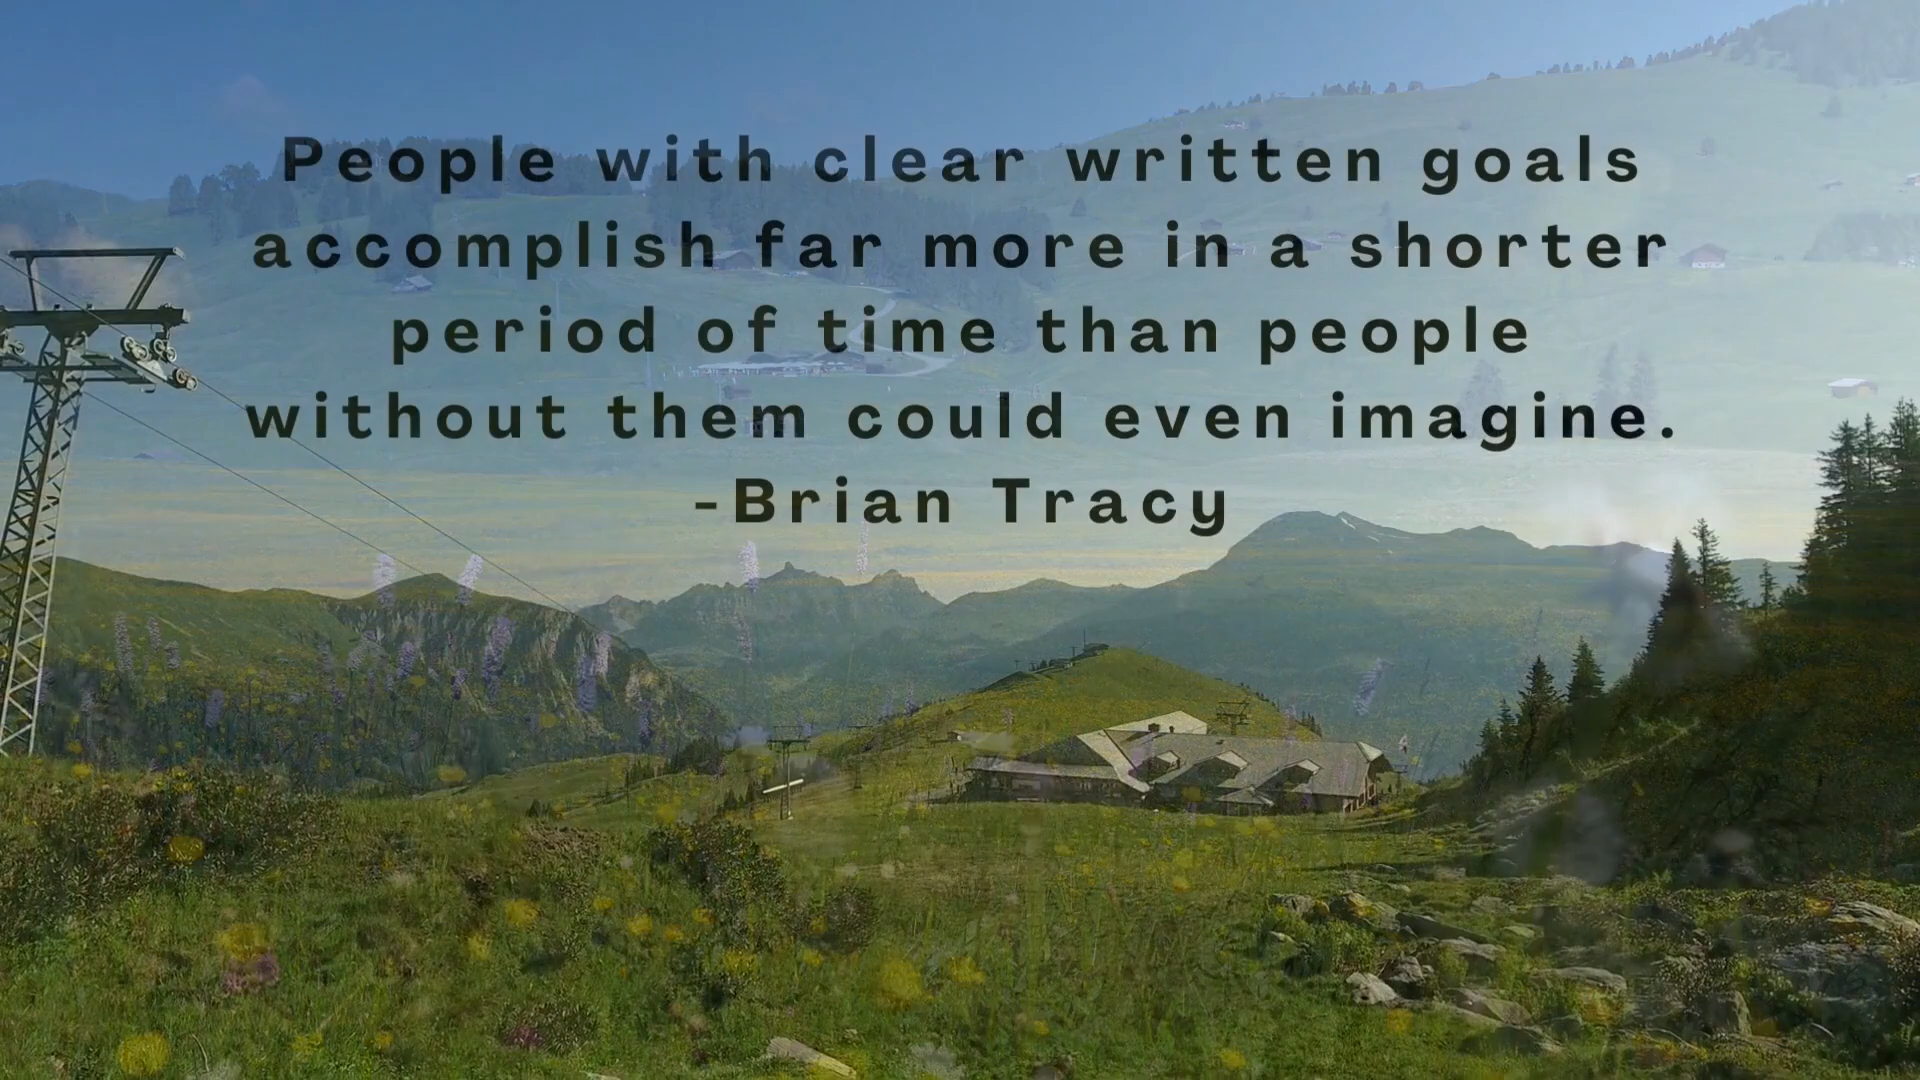 People with clear written goals
accomplish far more in a shorter
period of time than people
without them could even imagine.
-Brian Tracy